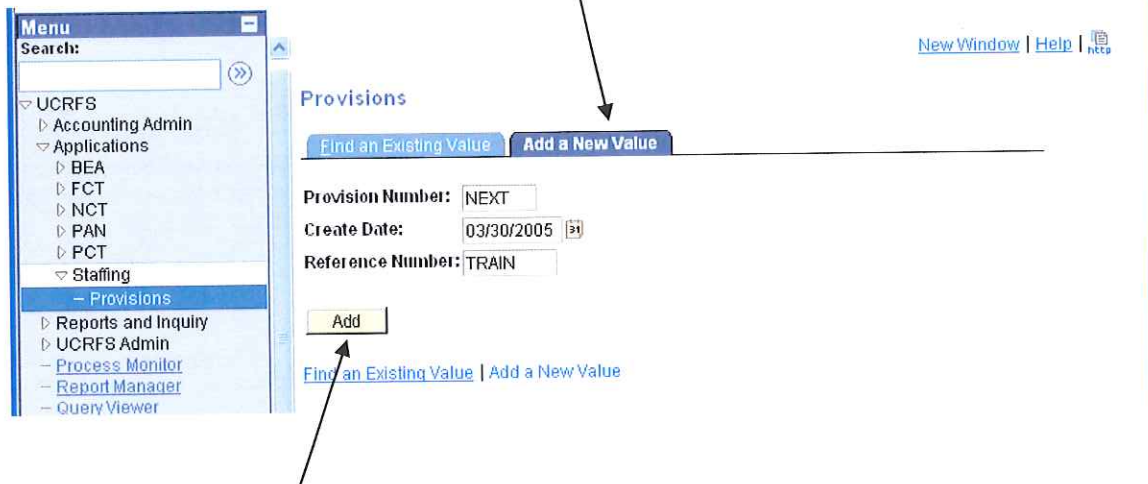 Menu
Search:
New Window | Help | http
UCRFS
Accounting Admin
Applications
BEA
FCT
NCT
PAN
PCT
Staffing
– Provisions
Reports and Inquiry
UCRFS Admin
– Process Monitor
– Report Manager
– Query Viewer
Provisions
Find an Existing Value Add a New Value
Provision Number: NEXT
Create Date: 03/30/2005 31
Reference Number: TRAIN
Add
Find an Existing Value | Add a New Value